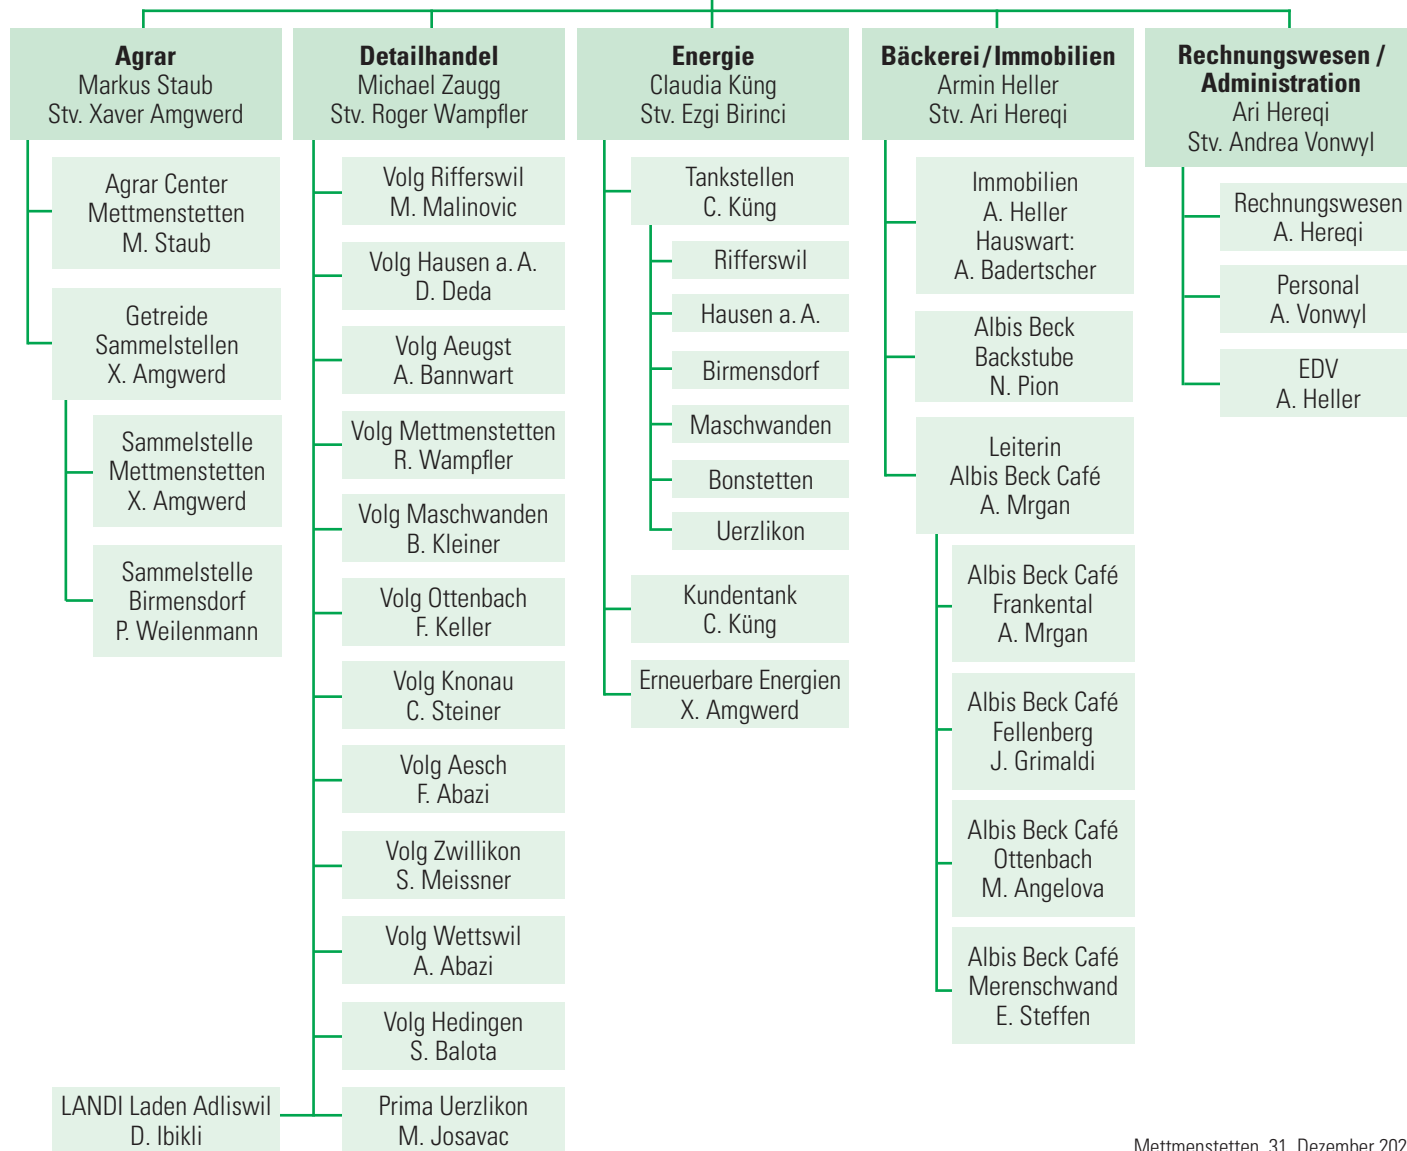 Agrar
Markus Staub
Stv. Xaver Amgwerd
Agrar Center
Mettmenstetten
M. Staub
Getreide
Sammelstellen
X. Amgwerd
Sammelstelle
Mettmenstetten
X. Amgwerd
Sammelstelle
Birmensdorf
P. Weilenmann
LANDI Laden Adliswil
D. Ibikli
Detailhandel
Michael Zaugg
Stv. Roger Wampfler
Volg Rifferswil
M. Malinovic
Volg Hausen a. A.
D. Deda
Volg Aeugst
A. Bannwart
Volg Mettmenstetten
R. Wampfler
Volg Maschwanden
B. Kleiner
Volg Ottenbach
F. Keller
Volg Knonau
C. Steiner
Volg Aesch
F. Abazi
Volg Zwillikon
S. Meissner
Volg Wettswil
A. Abazi
Volg Hedingen
S. Balota
Prima Uerzlikon
M. Josavac
Energie
Claudia Küng
Stv. Ezgi Birinci
Tankstellen
C. Küng
Rifferswil
Hausen a. A.
Birmensdorf
Maschwanden
Bonstetten
Uerzlikon
Kundentank
C. Küng
Erneuerbare Energien
X. Amgwerd
Bäckerei / Immobilien
Armin Heller
Stv. Ari Hereqi
Immobilien
A. Heller
Hauswart:
A. Badertscher
Albis Beck
Backstube
N. Pion
Leiterin
Albis Beck Café
A. Mrgan
Albis Beck Café
Frankental
A. Mrgan
Albis Beck Café
Fellenberg
J. Grimaldi
Albis Beck Café
Ottenbach
M. Angelova
Albis Beck Café
Merenschwand
E. Steffen
Rechnungswesen /
Administration
Ari Hereqi
Stv. Andrea Vonwyl
Rechnungswesen
A. Hereqi
Personal
A. Vonwyl
EDV
A. Heller
Mettmenstetten, 31. Dezember 202